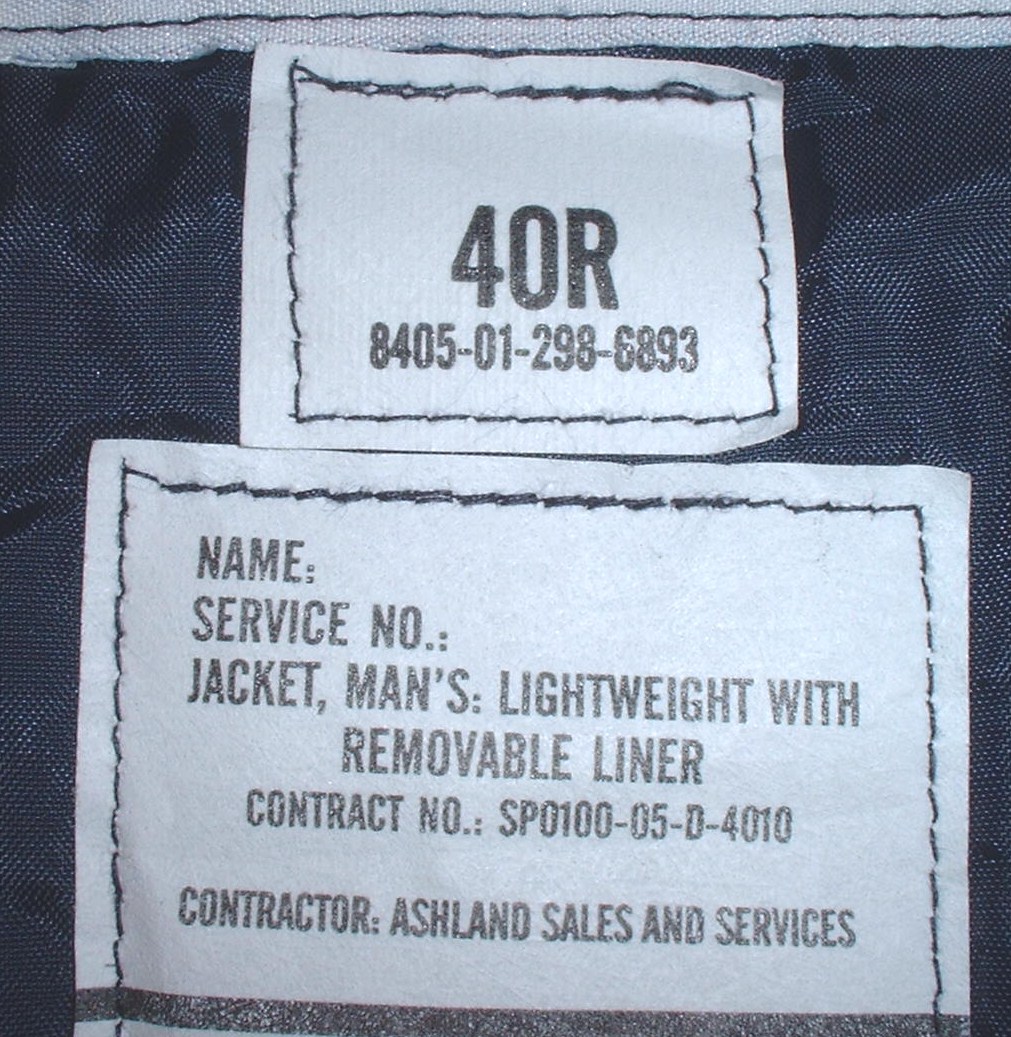 40R
8405-01-298-6893
NAME:
SERVICE NO.:
JACKET, MAN'S: LIGHTWEIGHT WITH
REMOVABLE LINER
CONTRACT NO.: SP0100-05-D-4010
CONTRACTOR: ASHLAND SALES AND SERVICES